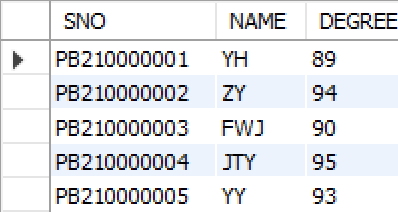 SNO NAME DEGREE
PB210000001 YH 89
PB210000002 ZY 94
PB210000003 FWJ 90
PB210000004 JTY 95
PB210000005 YY 93